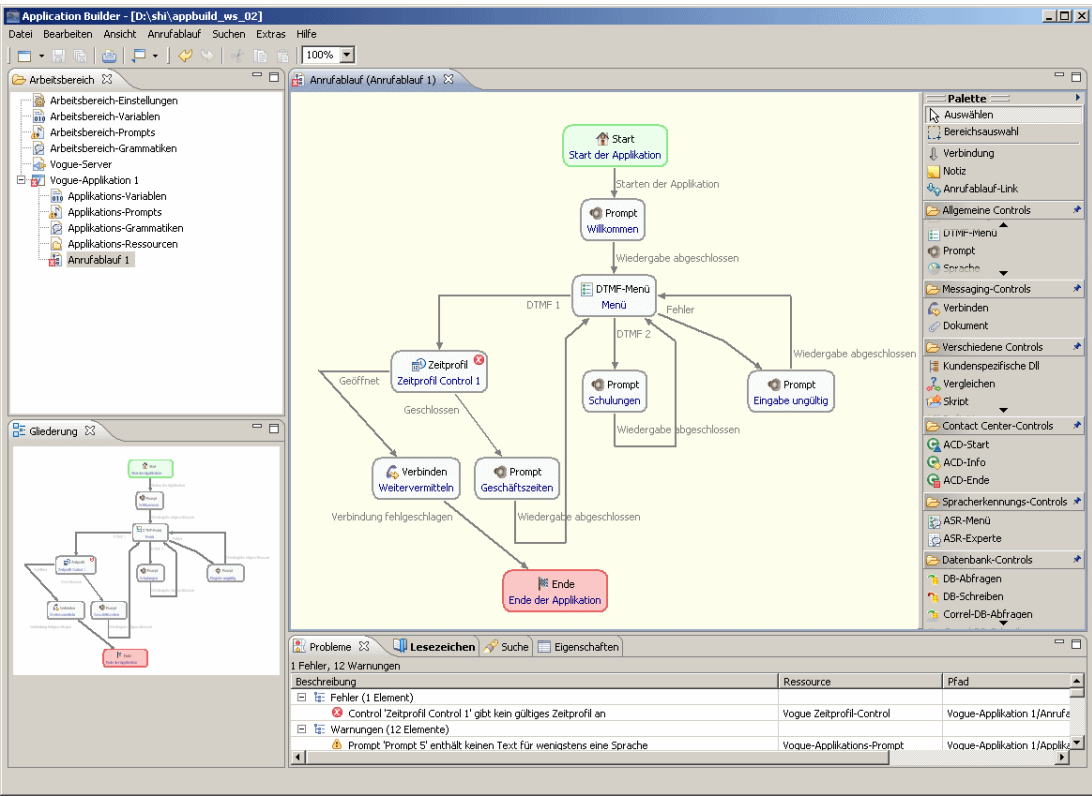 Application Builder - [D:\shi\appbuild_ws_02]
Datei Bearbeiten Ansicht Anrufablauf Suchen Extras Hilfe
100%
Arbeitsbereich
Arbeitsbereich-Einstellungen
Arbeitsbereich-Variablen
Arbeitsbereich-Prompts
Arbeitsbereich-Grammatiken
Vogue-Server
Vogue-Applikation 1
Applikations-Variablen
Applikations-Prompts
Applikations-Grammatiken
Applikations-Ressourcen
Anrufablauf 1
Gliederung
Anrufablauf (Anrufablauf 1)
Start
Start der Applikation
Starten der Applikation
Prompt
Willkommen
Wiedergabe abgeschlossen
DTMF-Menü
Menü
DTMF 1
Fehler
DTMF 2
Wiedergabe abgeschlossen
Zeitprofil
Zeitprofil Control 1
Geöffnet
Geschlossen
Prompt
Schulungen
Prompt
Eingabe ungültig
Wiedergabe abgeschlossen
Verbinden
Weitervermitteln
Prompt
Geschäftszeiten
Verbindung fehlgeschlagen
Wiedergabe abgeschlossen
Ende
Ende der Applikation
Palette
Auswählen
Bereichsauswahl
Verbindung
Notiz
Anrufablauf-Link
Allgemeine Controls
DTMF-Menü
Prompt
Sprache
Messaging-Controls
Verbinden
Dokument
Verschiedene Controls
Kundenspezifische Dll
Vergleichen
Skript
Contact Center-Controls
ACD-Start
ACD-Info
ACD-Ende
Spracherkennungs-Controls
ASR-Menü
ASR-Experte
Datenbank-Controls
DB-Abfragen
DB-Schreiben
Correl-DB-Abfragen
Probleme Lesezeichen Suche Eigenschaften
1 Fehler, 12 Warnungen
Beschreibung Ressource Pfad
Fehler (1 Element)
Control 'Zeitprofil Control 1' gibt kein gültiges Zeitprofil an Vogue Zeitprofil-Control Vogue-Applikation 1/Anrufa
Warnungen (12 Elemente)
Prompt 'Prompt 5' enthält keinen Text für wenigstens eine Sprache Vogue-Applikations-Prompt Vogue-Applikation 1/Applika